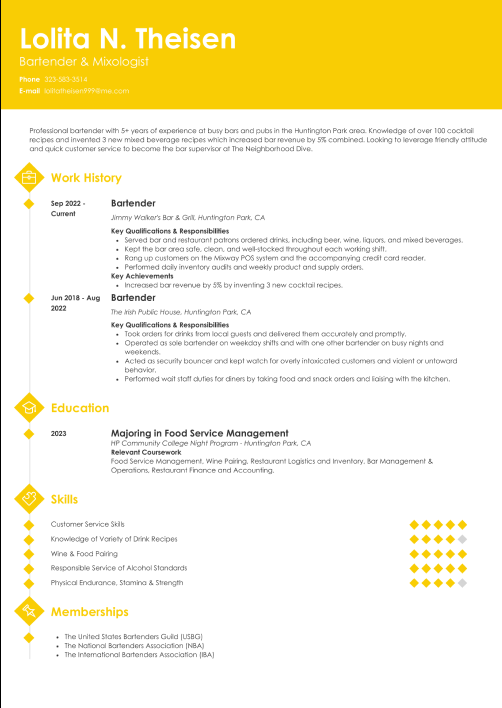 Lolita N. Theisen
Bartender & Mixologist
Phone 323-583-3514
E-mail lolitatheisen999@me.com
Professional bartender with 5+ years of experience at busy bars and pubs in the Huntington Park area. Knowledge of over 100 cocktail
recipes and invented 3 new mixed beverage recipes which increased bar revenue by 5% combined. Looking to leverage friendly attitude
and quick customer service to become the bar supervisor at The Neighborhood Dive.
Work History
Sep 2022 -
Current
Bartender
Jimmy Walker's Bar & Grill, Huntington Park, CA
Key Qualifications & Responsibilities
• Served bar and restaurant patrons ordered drinks, including beer, wine, liquors, and mixed beverages.
• Kept the bar area safe, clean, and well-stocked throughout each working shift.
• Rang up customers on the Mixway POS system and the accompanying credit card reader.
• Performed daily inventory audits and weekly product and supply orders.
Key Achievements
• Increased bar revenue by 5% by inventing 3 new cocktail recipes.
Jun 2018 - Aug
2022
Bartender
The Irish Public House, Huntington Park, CA
Key Qualifications & Responsibilities
• Took orders for drinks from local guests and delivered them accurately and promptly.
• Operated as sole bartender on weekday shifts and with one other bartender on busy nights and
weekends.
• Acted as security bouncer and kept watch for overly intoxicated customers and violent or untoward
behavior.
• Performed wait staff duties for diners by taking food and snack orders and liaising with the kitchen.
Education
2023
Majoring in Food Service Management
HP Community College Night Program - Huntington Park, CA
Relevant Coursework
Food Service Management, Wine Pairing, Restaurant Logistics and Inventory, Bar Management &
Operations, Restaurant Finance and Accounting.
Skills
Customer Service Skills
Knowledge of Variety of Drink Recipes
Wine & Food Pairing
Responsible Service of Alcohol Standards
Physical Endurance, Stamina & Strength
Memberships
• The United States Bartenders Guild (USBG)
• The National Bartenders Association (NBA)
• The International Bartenders Association (IBA)